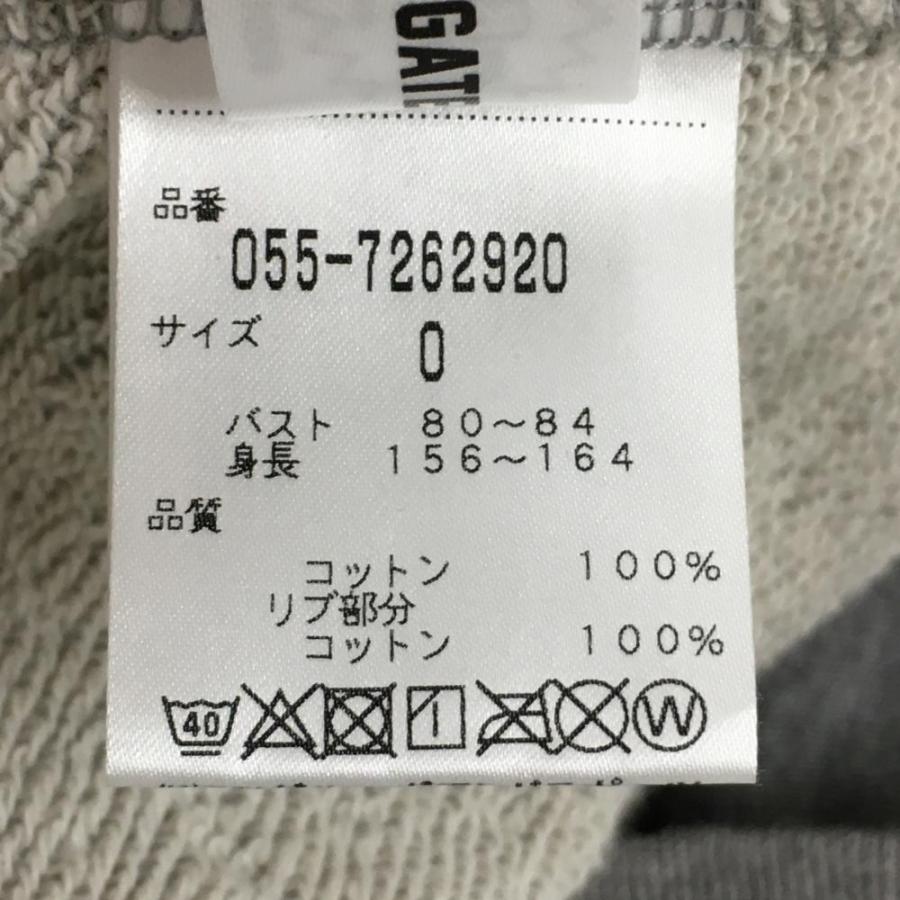 GATE
品番
055-7262920
サイズ
0
バスト 80~84
身長 156~164
品質
コットン 100%
リブ部分
コットン 100%
40
W